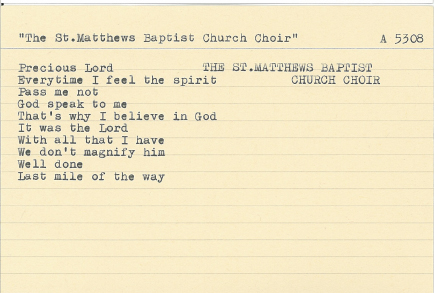 "The St.Matthews Baptist Church Choir" A 5308
Precious Lord THE ST.MATTHEWS BAPTIST
Everytime I feel the spirit CHURCH CHOIR
Pass me not
God speak to me
That's why I believe in God
It was the Lord
With all that I have
We don't magnify him
Well done
Last mile of the way